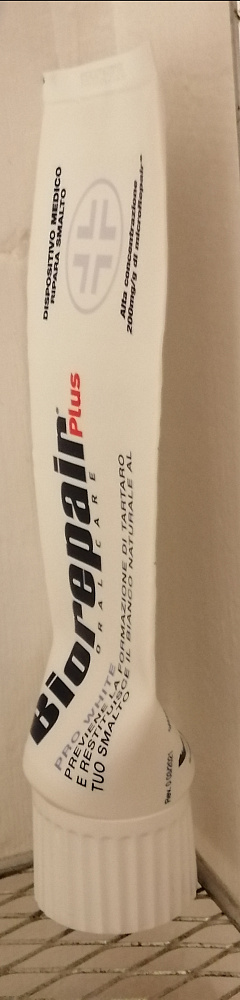 Biorepair Plus
ORAL CARE
PRO WHITE
PREVIENE LA FORMAZIONE DI TARTARO
E RESTITUISCE IL BIANCO NATURALE AL
TUO SMALTO
DISPOSITIVO MEDICO
RIPARA SMALTO
Alta concentrazione
200mg/g di microRepair®